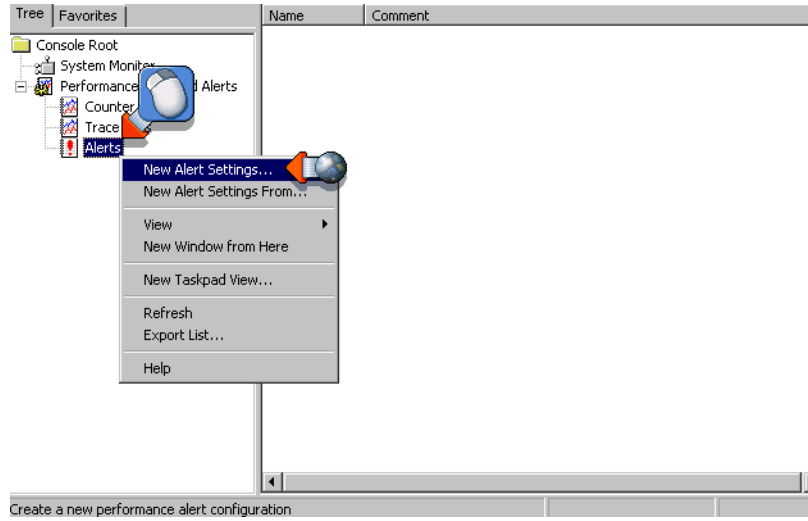 Tree Favorites Name Comment
Console Root
System Monitor
Performance Alerts
Counter
Trace
Alerts
New Alert Settings...
New Alert Settings From...
View
New Window from Here
New Taskpad View...
Refresh
Export List...
Help
Create a new performance alert configuration